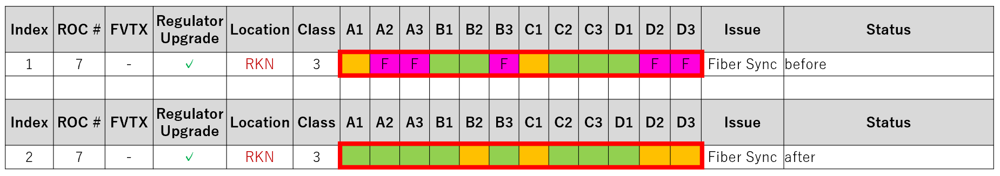 Index ROC # FVTX Regulator Upgrade Location Class A1 A2 A3 B1 B2 B3 C1 C2 C3 D1 D2 D3 Issue Status
1 7 - ✓ RKN 3 F F F F F Fiber Sync before
Index ROC # FVTX Regulator Upgrade Location Class A1 A2 A3 B1 B2 B3 C1 C2 C3 D1 D2 D3 Issue Status
2 7 - ✓ RKN 3 Fiber Sync after